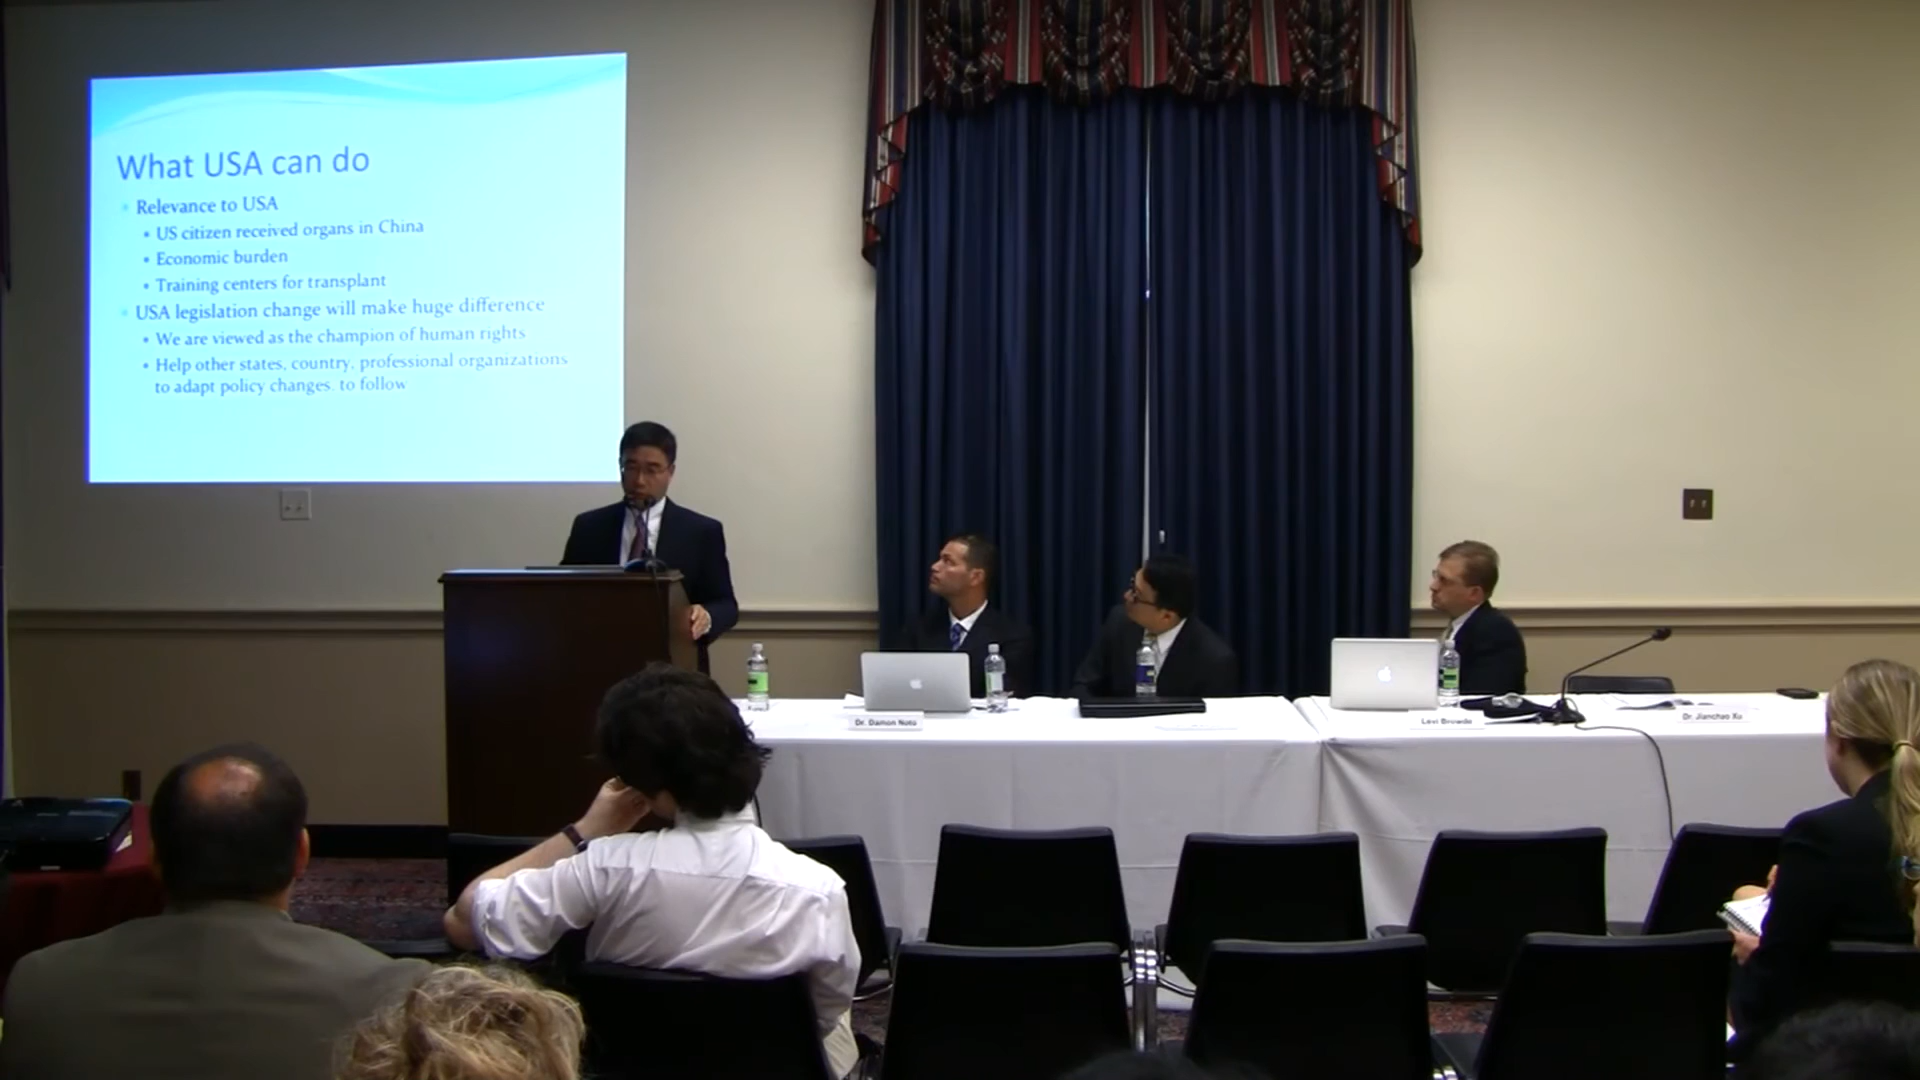 What USA can do
Relevance to USA
US citizen received organs in China
Economic burden
Training centers for transplant
USA legislation change will make huge difference
We are viewed as the champion of human rights
Help other states, country, professional organizations
to adapt policy changes, to follow
Dr. Damon Noto
Levi Browde
Dr. Jianchao Xu